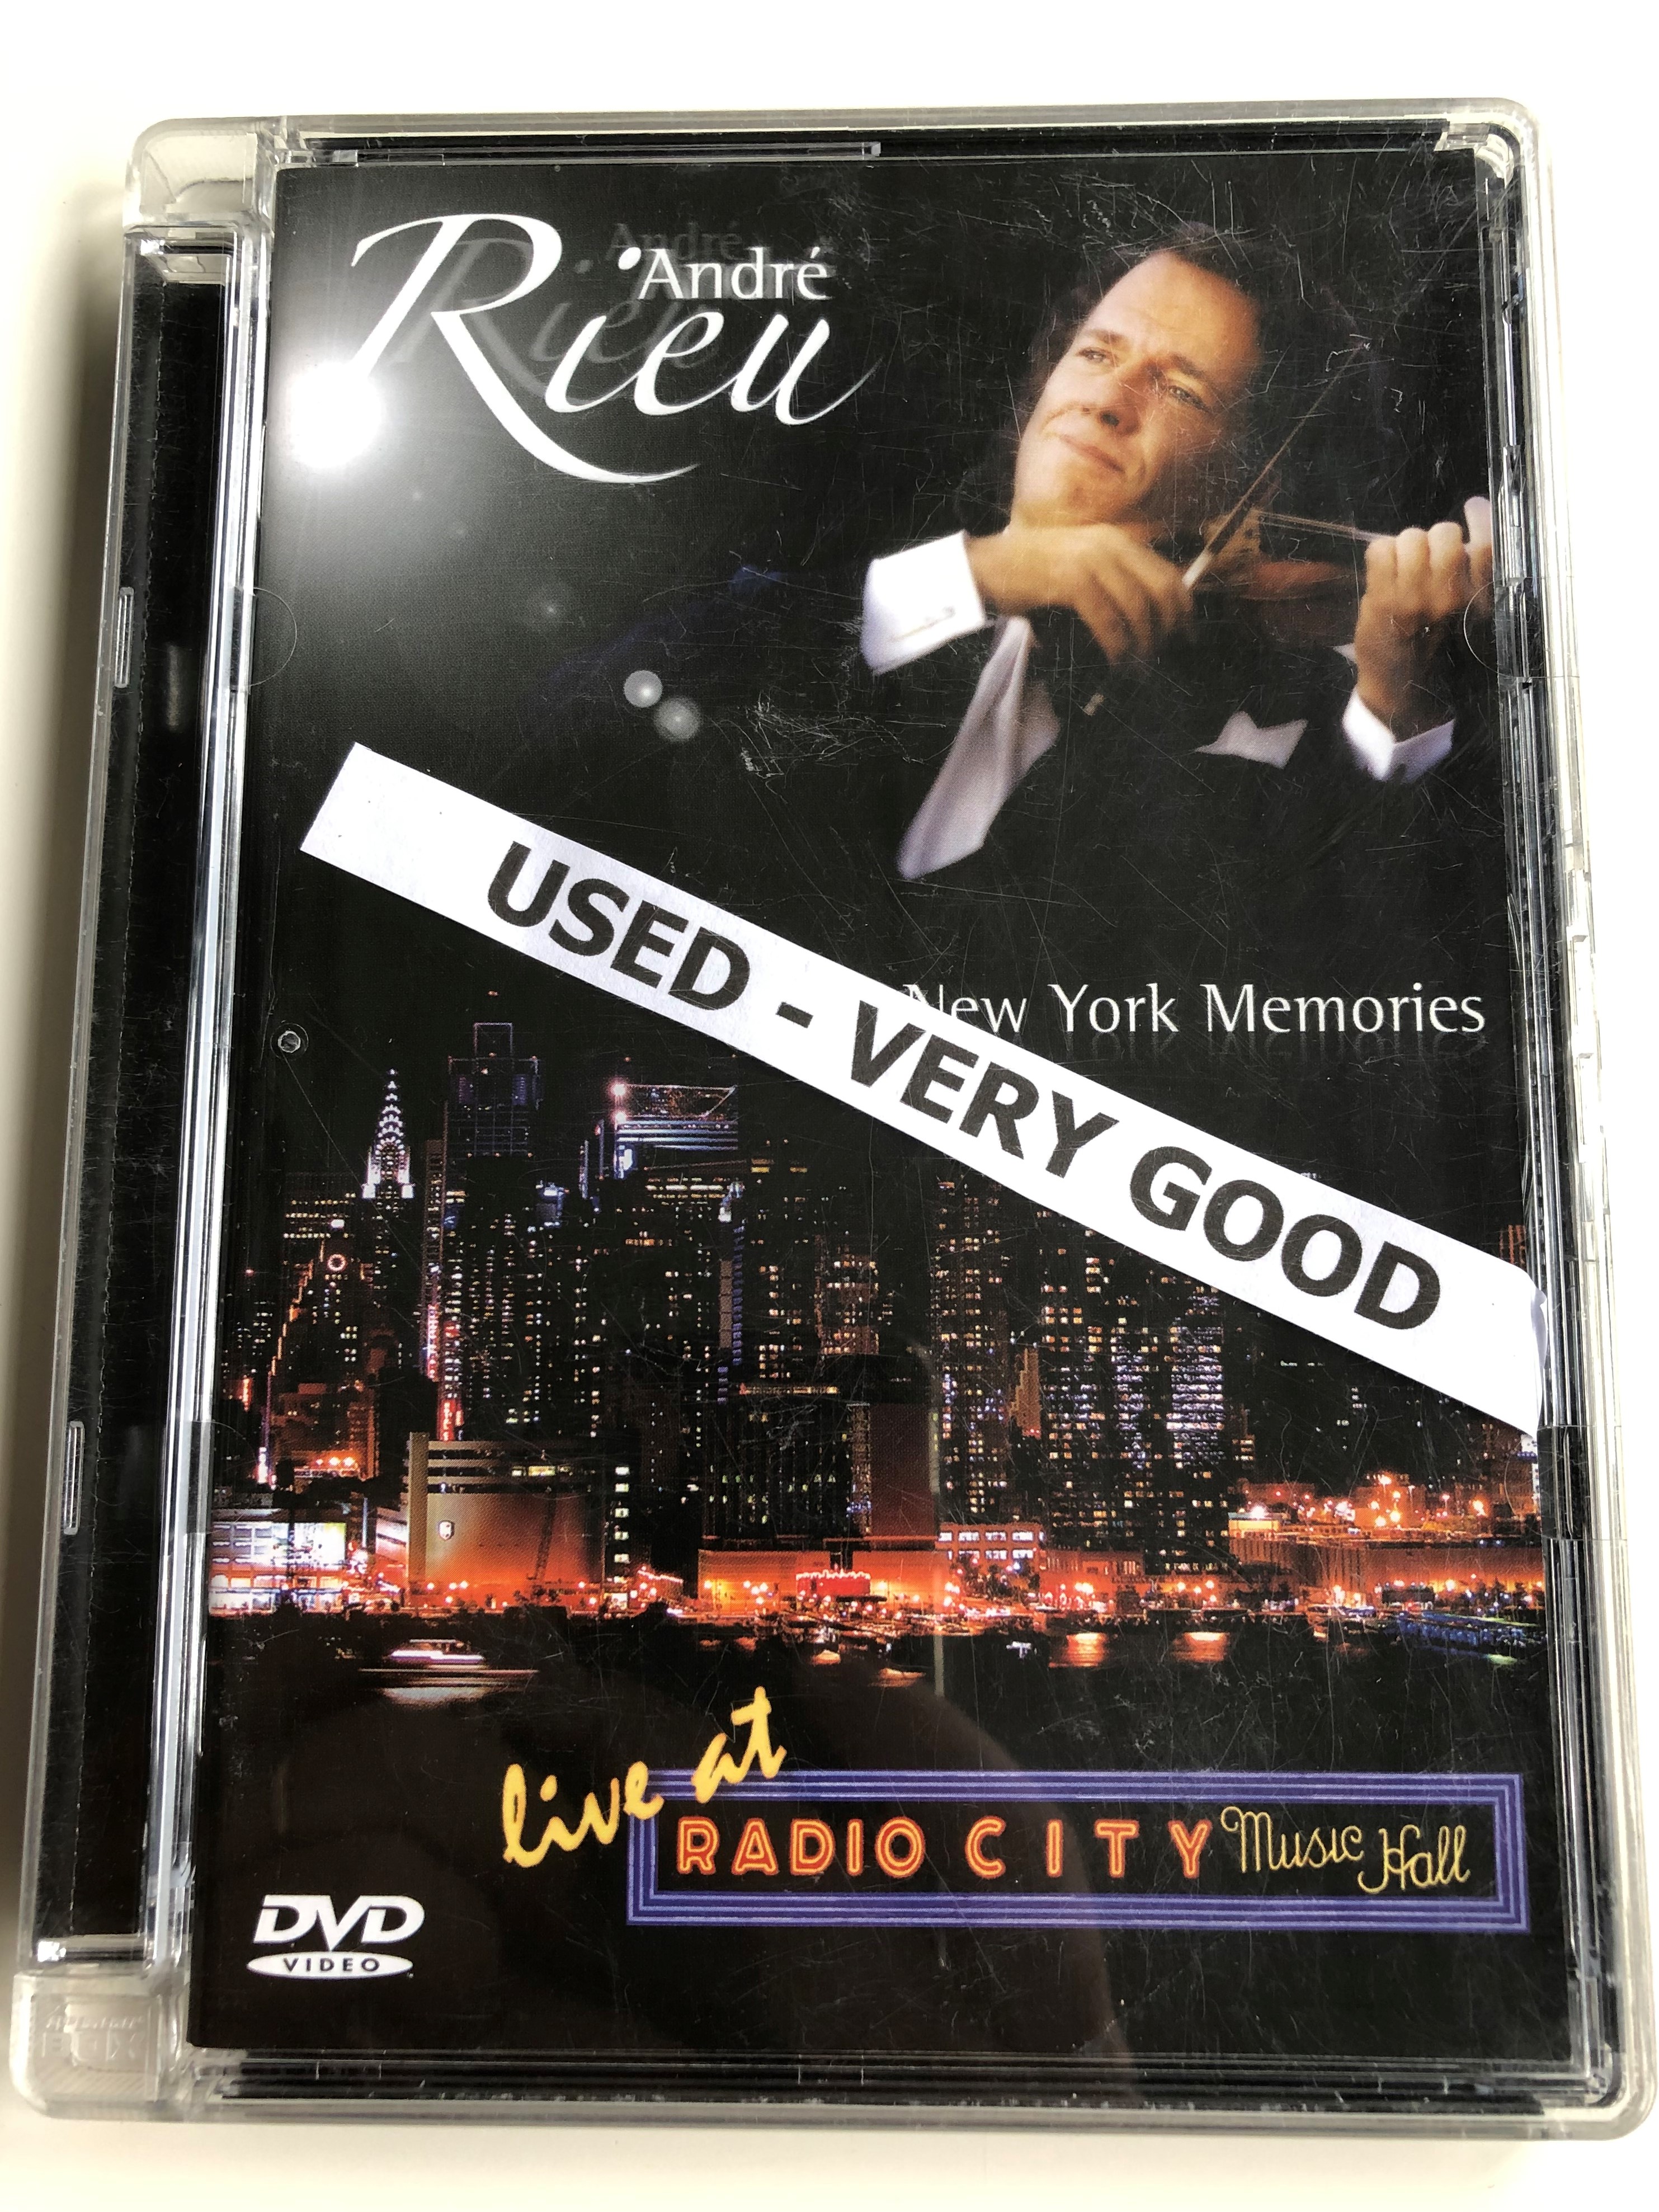 André
Rieu
USED - VERY GOOD
New York Memories
live at
RADIO CITY Music Hall
DVD
VIDEO